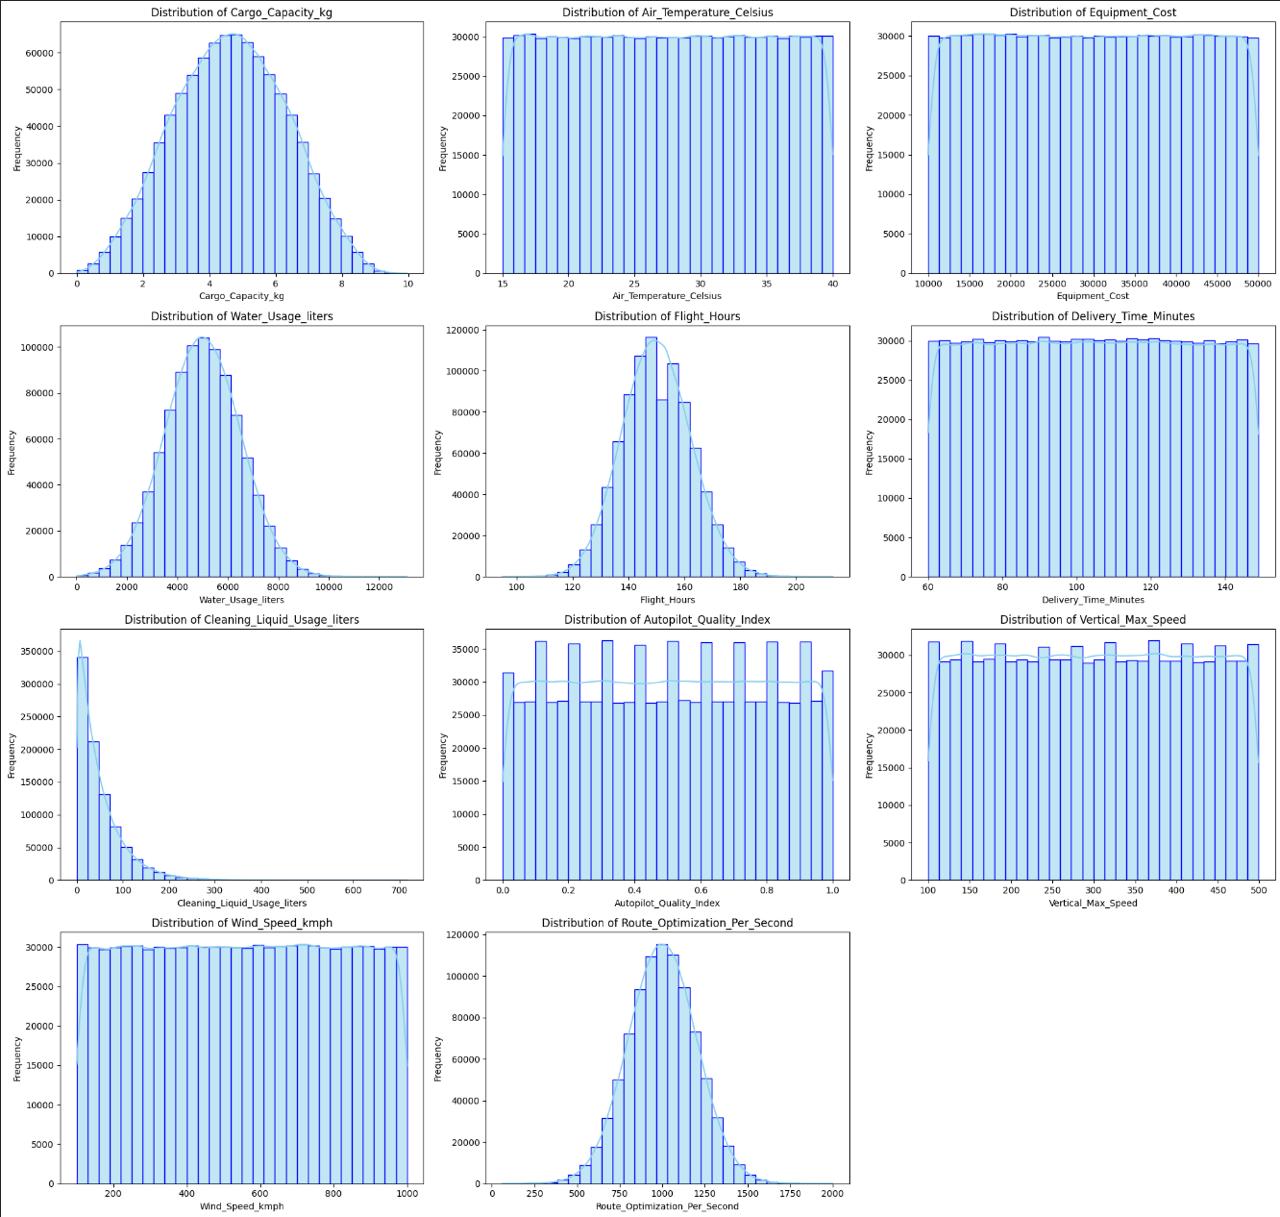 Distribution of Cargo_Capacity_kg
Frequency
60000
50000
40000
30000
20000
10000
0
0 2 4 6 8 10
Cargo_Capacity_kg
Distribution of Air_Temperature_Celsius
Frequency
30000
25000
20000
15000
10000
5000
0
15 20 25 30 35 40
Air_Temperature_Celsius
Distribution of Equipment_Cost
Frequency
30000
25000
20000
15000
10000
5000
0
10000 15000 20000 25000 30000 35000 40000 45000 50000
Equipment_Cost
Distribution of Water_Usage_liters
Frequency
100000
80000
60000
40000
20000
0
0 2000 4000 6000 8000 10000 12000
Water_Usage_liters
Distribution of Flight_Hours
Frequency
120000
100000
80000
60000
40000
20000
0
100 120 140 160 180 200
Flight_Hours
Distribution of Delivery_Time_Minutes
Frequency
30000
25000
20000
15000
10000
5000
0
60 80 100 120 140
Delivery_Time_Minutes
Distribution of Cleaning_Liquid_Usage_liters
Frequency
350000
300000
250000
200000
150000
100000
50000
0
0 100 200 300 400 500 600 700
Cleaning_Liquid_Usage_liters
Distribution of Autopilot_Quality_Index
Frequency
35000
30000
25000
20000
15000
10000
5000
0
0.0 0.2 0.4 0.6 0.8 1.0
Autopilot_Quality_Index
Distribution of Vertical_Max_Speed
Frequency
30000
25000
20000
15000
10000
5000
0
100 150 200 250 300 350 400 450 500
Vertical_Max_Speed
Distribution of Wind_Speed_kmph
Frequency
30000
25000
20000
15000
10000
5000
0
200 400 600 800 1000
Wind_Speed_kmph
Distribution of Route_Optimization_Per_Second
Frequency
120000
100000
80000
60000
40000
20000
0
0 250 500 750 1000 1250 1500 1750 2000
Route_Optimization_Per_Second